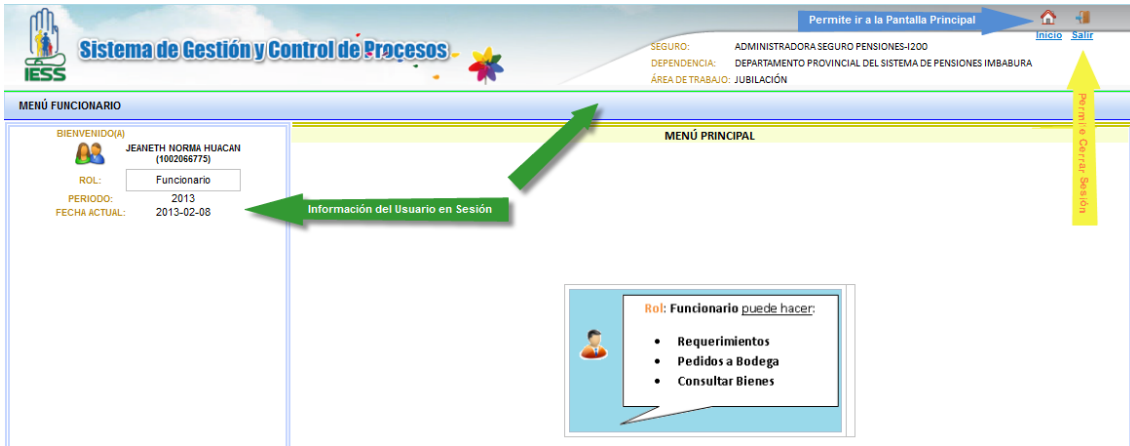 Permite ir a la Pantalla Principal
Inicio Salir
IESS
Sistema de Gestión y Control de Procesos
SEGURO: ADMINISTRADORA SEGURO PENSIONES-I200
DEPENDENCIA: DEPARTAMENTO PROVINCIAL DEL SISTEMA DE PENSIONES IMBABURA
ÁREA DE TRABAJO: JUBILACIÓN
MENÚ FUNCIONARIO
Permite Cerrar Sesión
BIENVENIDO(A)
JEANETH NORMA HUACAN
(1002066775)
ROL: Funcionario
PERIODO: 2013
FECHA ACTUAL: 2013-02-08
MENÚ PRINCIPAL
Información del Usuario en Sesión
Rol: Funcionario puede hacer:
• Requerimientos
• Pedidos a Bodega
• Consultar Bienes